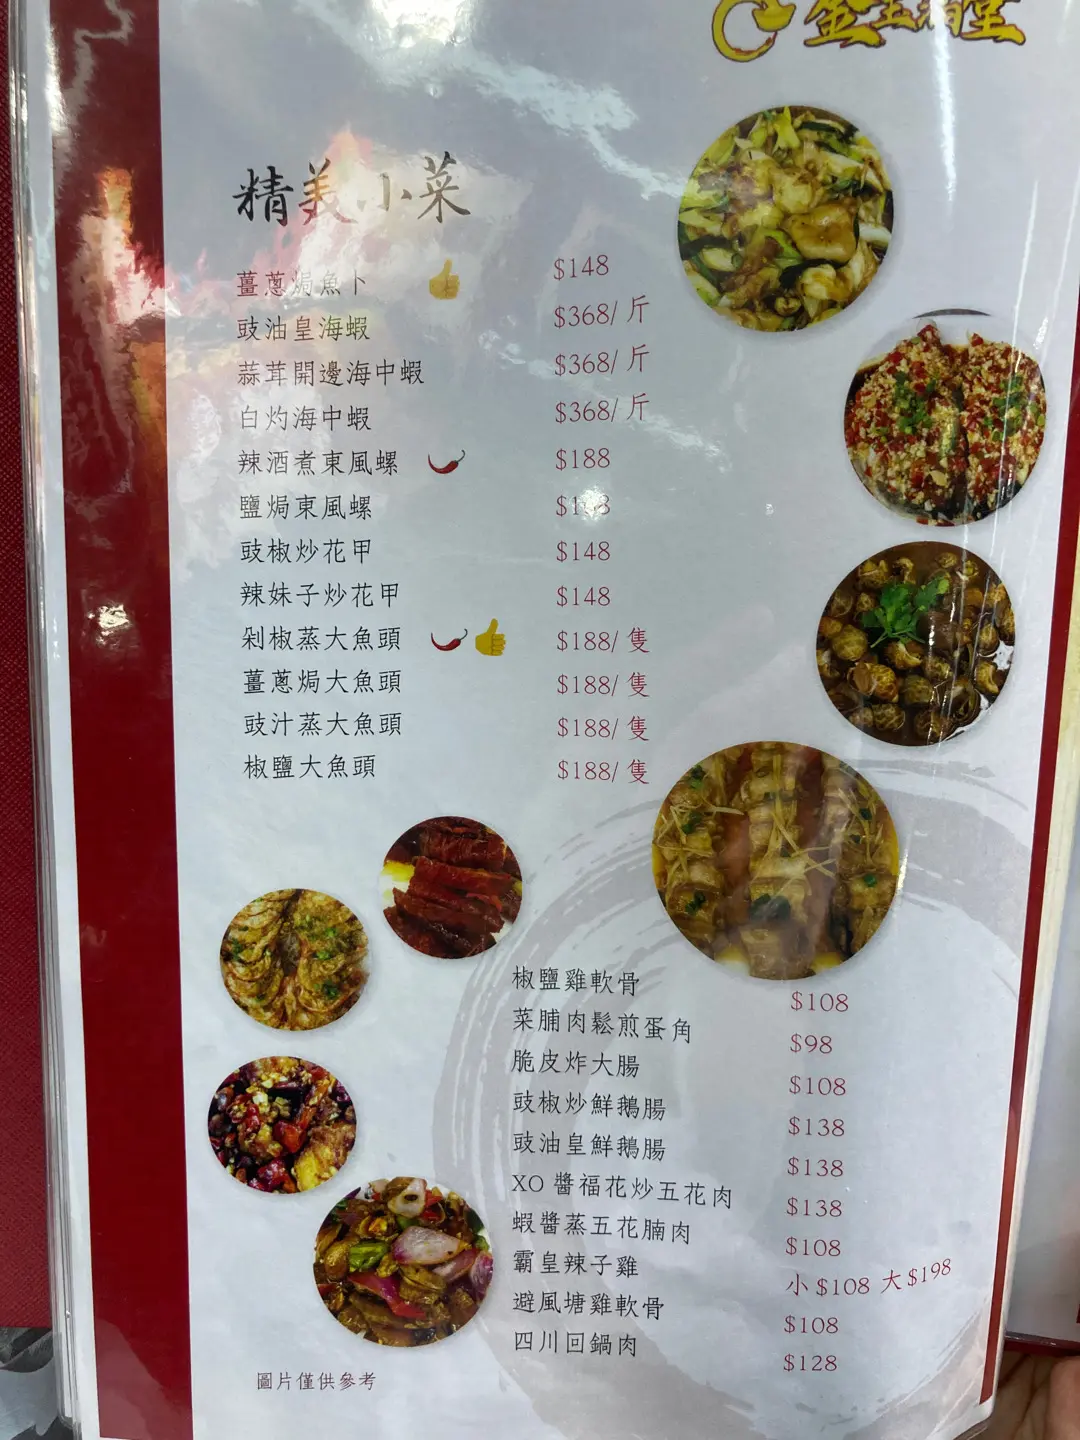 金玉滿堂
精美小菜
薑蔥焗魚卜 $148
豉油皇海蝦 $368/斤
蒜茸開邊海中蝦 $368/斤
白灼海中蝦 $368/斤
辣酒煮東風螺 $188
鹽焗東風螺
豉椒炒花甲 $148
辣妹子炒花甲 $148
剁椒蒸大魚頭 $188/隻
薑蔥焗大魚頭 $188/隻
豉汁蒸大魚頭 $188/隻
椒鹽大魚頭 $188/隻
椒鹽雞軟骨 $108
菜脯肉鬆煎蛋角 $98
脆皮炸大腸 $108
豉椒炒鮮鵝腸 $138
豉油皇鮮鵝腸 $138
XO醬福花炒五花肉 $138
蝦醬蒸五花腩肉 $108
霸皇辣子雞 小$108 大$198
避風塘雞軟骨 $108
四川回鍋肉 $128
圖片僅供參考